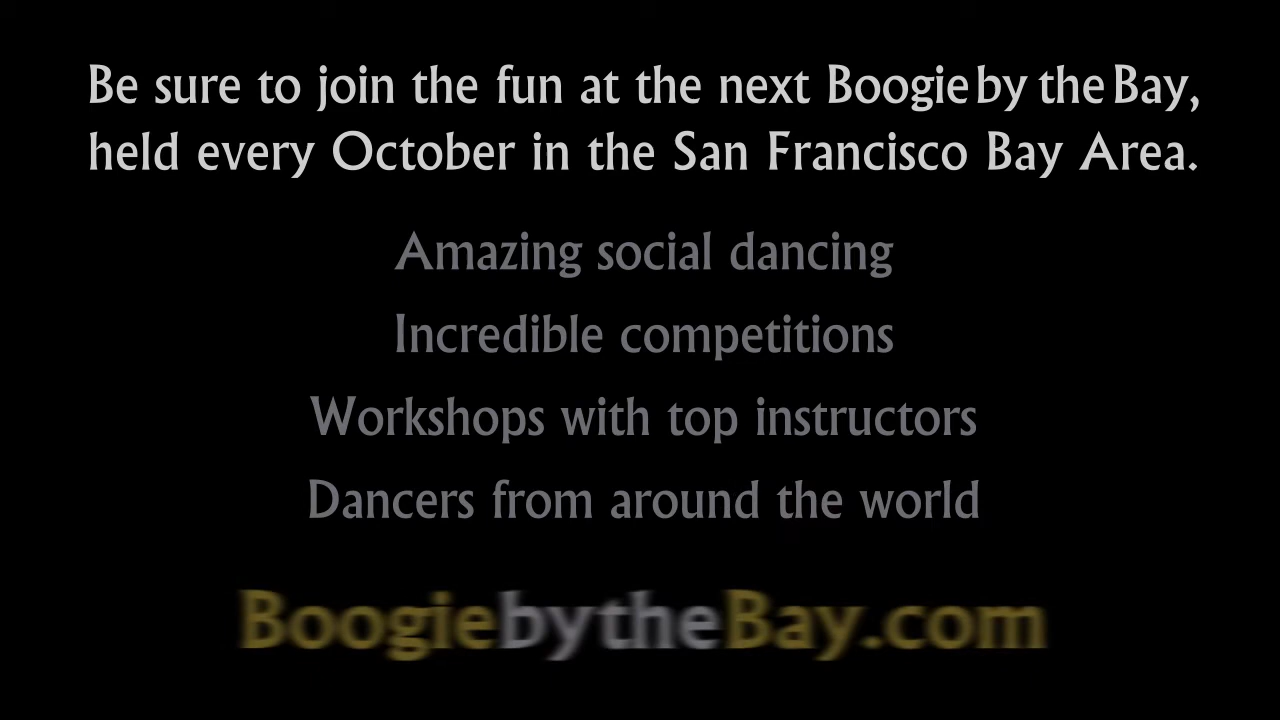 Be sure to join the fun at the next Boogie by the Bay,
held every October in the San Francisco Bay Area.
Amazing social dancing
Incredible competitions
Workshops with top instructors
Dancers from around the world
BoogiebytheBay.com